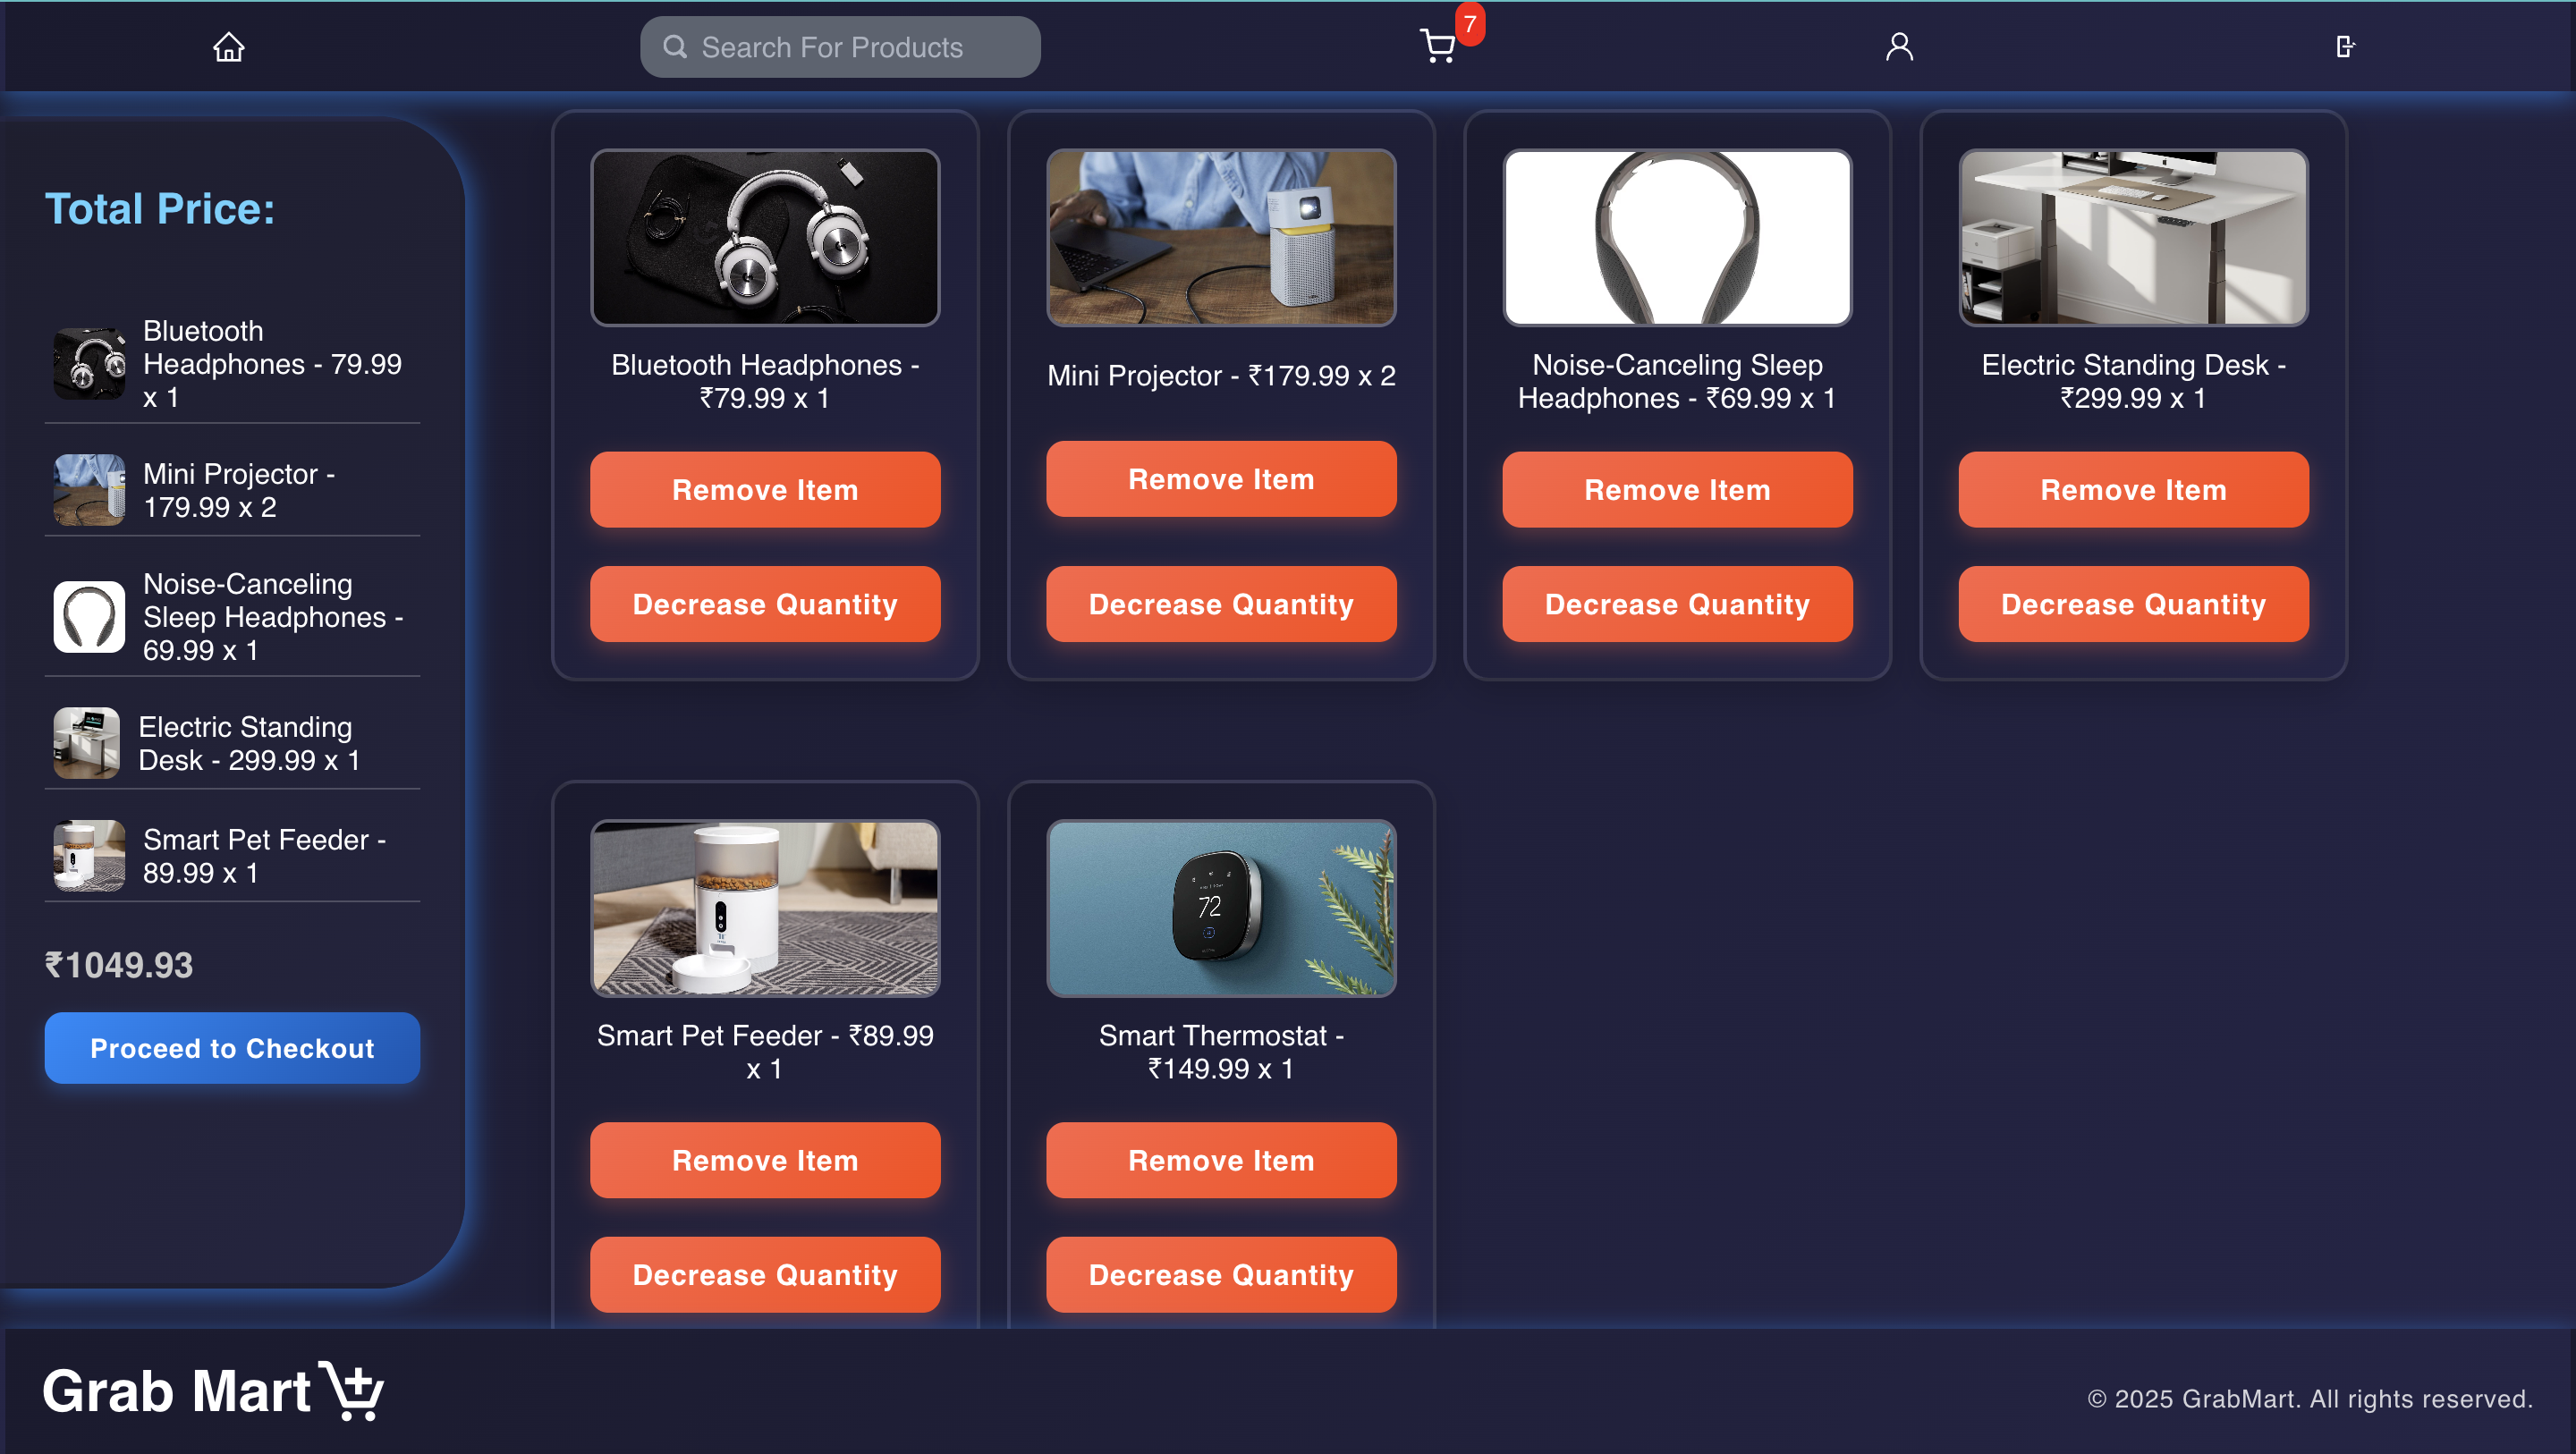 Search For Products
7
Total Price:
Bluetooth
Headphones - 79.99
x 1
Mini Projector -
179.99 x 2
Noise-Canceling
Sleep Headphones -
69.99 x 1
Electric Standing
Desk - 299.99 x 1
Smart Pet Feeder -
89.99 x 1
₹1049.93
Proceed to Checkout
Bluetooth Headphones -
₹79.99 x 1
Remove Item
Decrease Quantity
Mini Projector - ₹179.99 x 2
Remove Item
Decrease Quantity
Noise-Canceling Sleep
Headphones - ₹69.99 x 1
Remove Item
Decrease Quantity
Electric Standing Desk -
₹299.99 x 1
Remove Item
Decrease Quantity
Smart Pet Feeder - ₹89.99
x 1
Remove Item
Decrease Quantity
72
Smart Thermostat -
₹149.99 x 1
Remove Item
Decrease Quantity
Grab Mart
© 2025 GrabMart. All rights reserved.